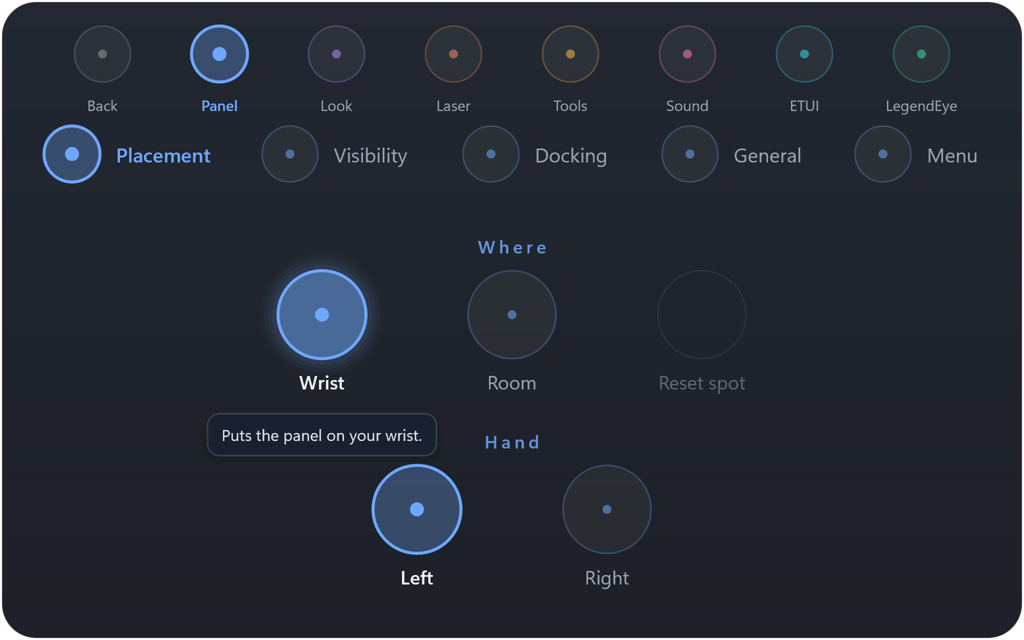 Back Panel Look Laser Tools Sound ETUI LegendEye
Placement Visibility Docking General Menu
Where
Wrist Room Reset spot
Puts the panel on your wrist.
Hand
Left Right